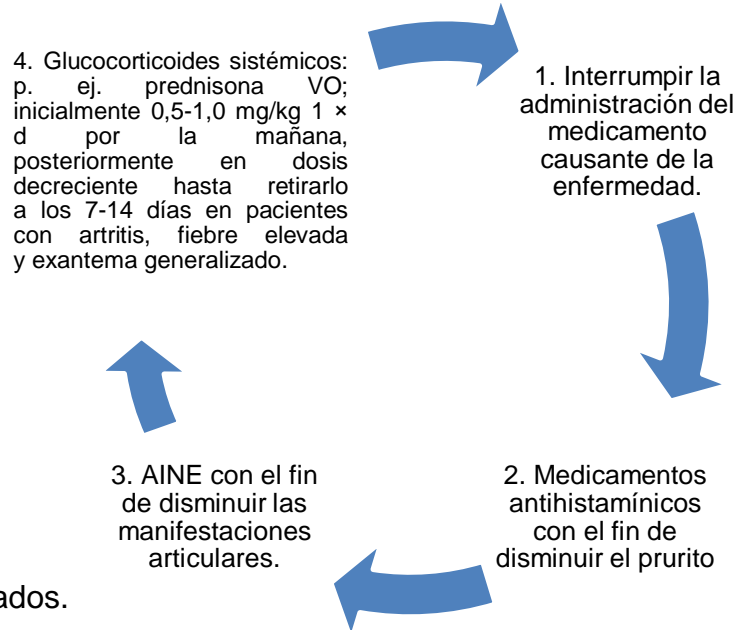 4. Glucocorticoides sistémicos:
p. ej. prednisona VO;
inicialmente 0,5-1,0 mg/kg 1 ×
d por la mañana,
posteriormente en dosis
decreciente hasta retirarlo
a los 7-14 días en pacientes
con artritis, fiebre elevada
y exantema generalizado.
1. Interrumpir la
administración del
medicamento
causante de la
enfermedad.
2. Medicamentos
antihistamínicos
con el fin de
disminuir el prurito
3. AINE con el fin
de disminuir las
manifestaciones
articulares.
ados.